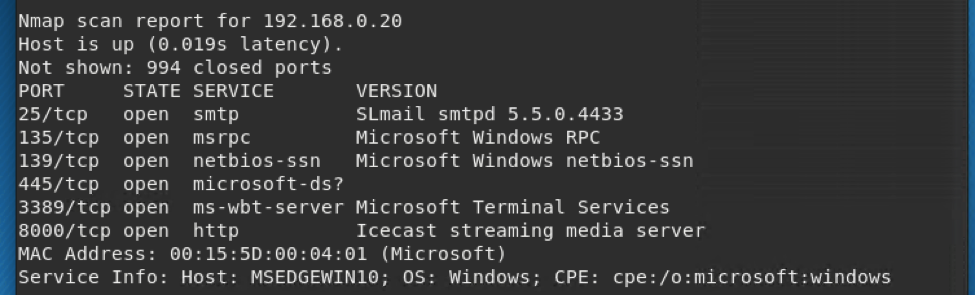 Nmap scan report for 192.168.0.20
Host is up (0.019s latency).
Not shown: 994 closed ports
PORT     STATE SERVICE       VERSION
25/tcp   open  smtp          SLmail smtpd 5.5.0.4433
135/tcp  open  msrpc         Microsoft Windows RPC
139/tcp  open  netbios-ssn   Microsoft Windows netbios-ssn
445/tcp  open  microsoft-ds?
3389/tcp open  ms-wbt-server Microsoft Terminal Services
8000/tcp open  http          Icecast streaming media server
MAC Address: 00:15:5D:00:04:01 (Microsoft)
Service Info: Host: MSEDGEWIN10; OS: Windows; CPE: cpe:/o:microsoft:windows